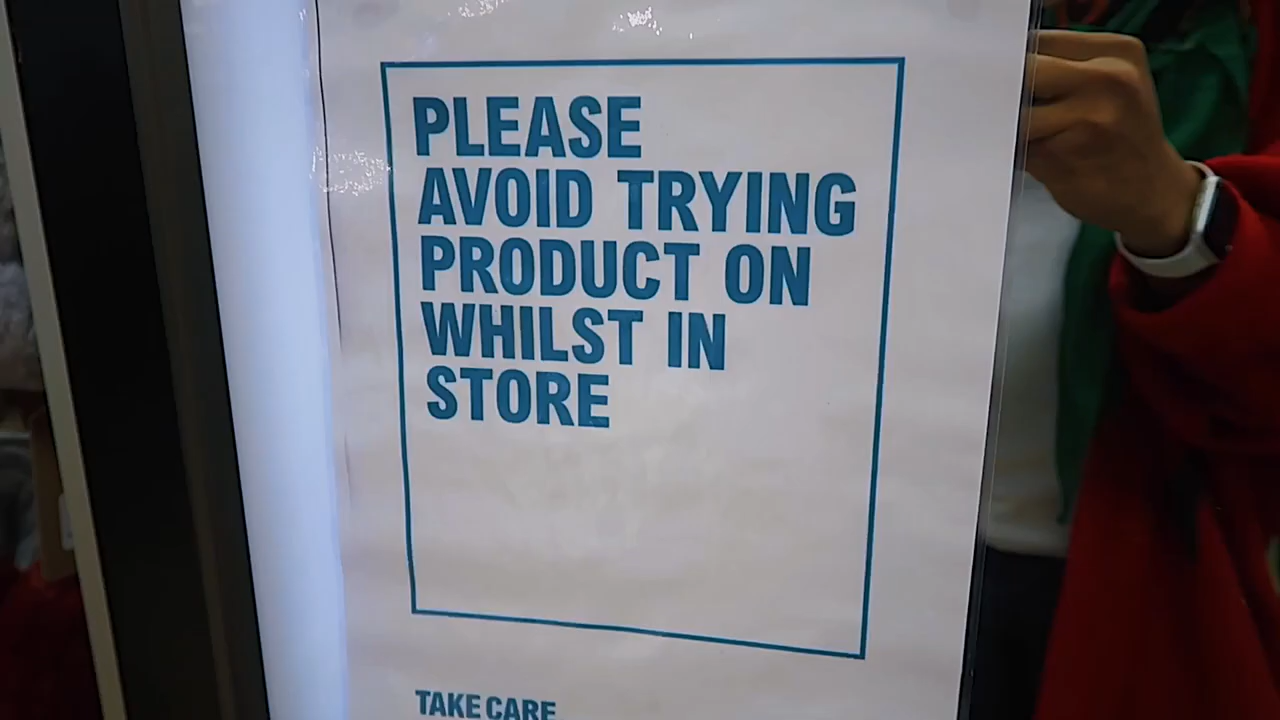 PLEASE
AVOID TRYING
PRODUCT ON
WHILST IN
STORE
TAKE CARE